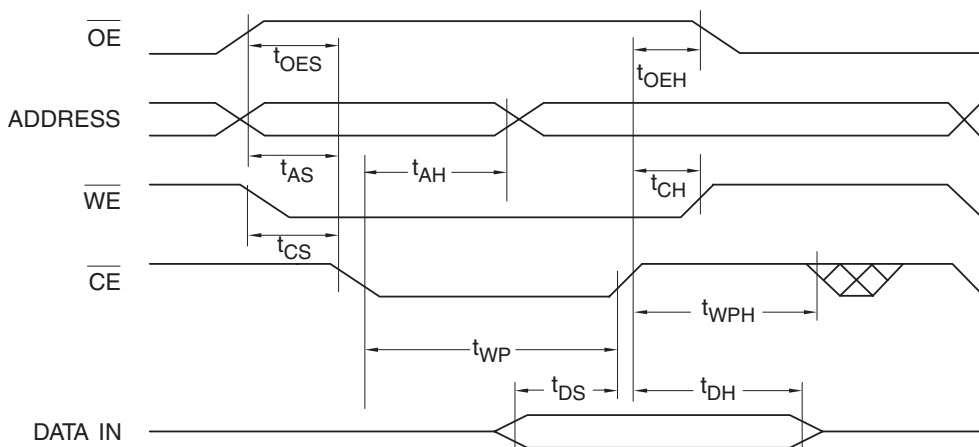 OE
tOES
tOEH
ADDRESS
tAS
tAH
tCH
WE
tCS
CE
tWPH
tWP
tDS
tDH
DATA IN